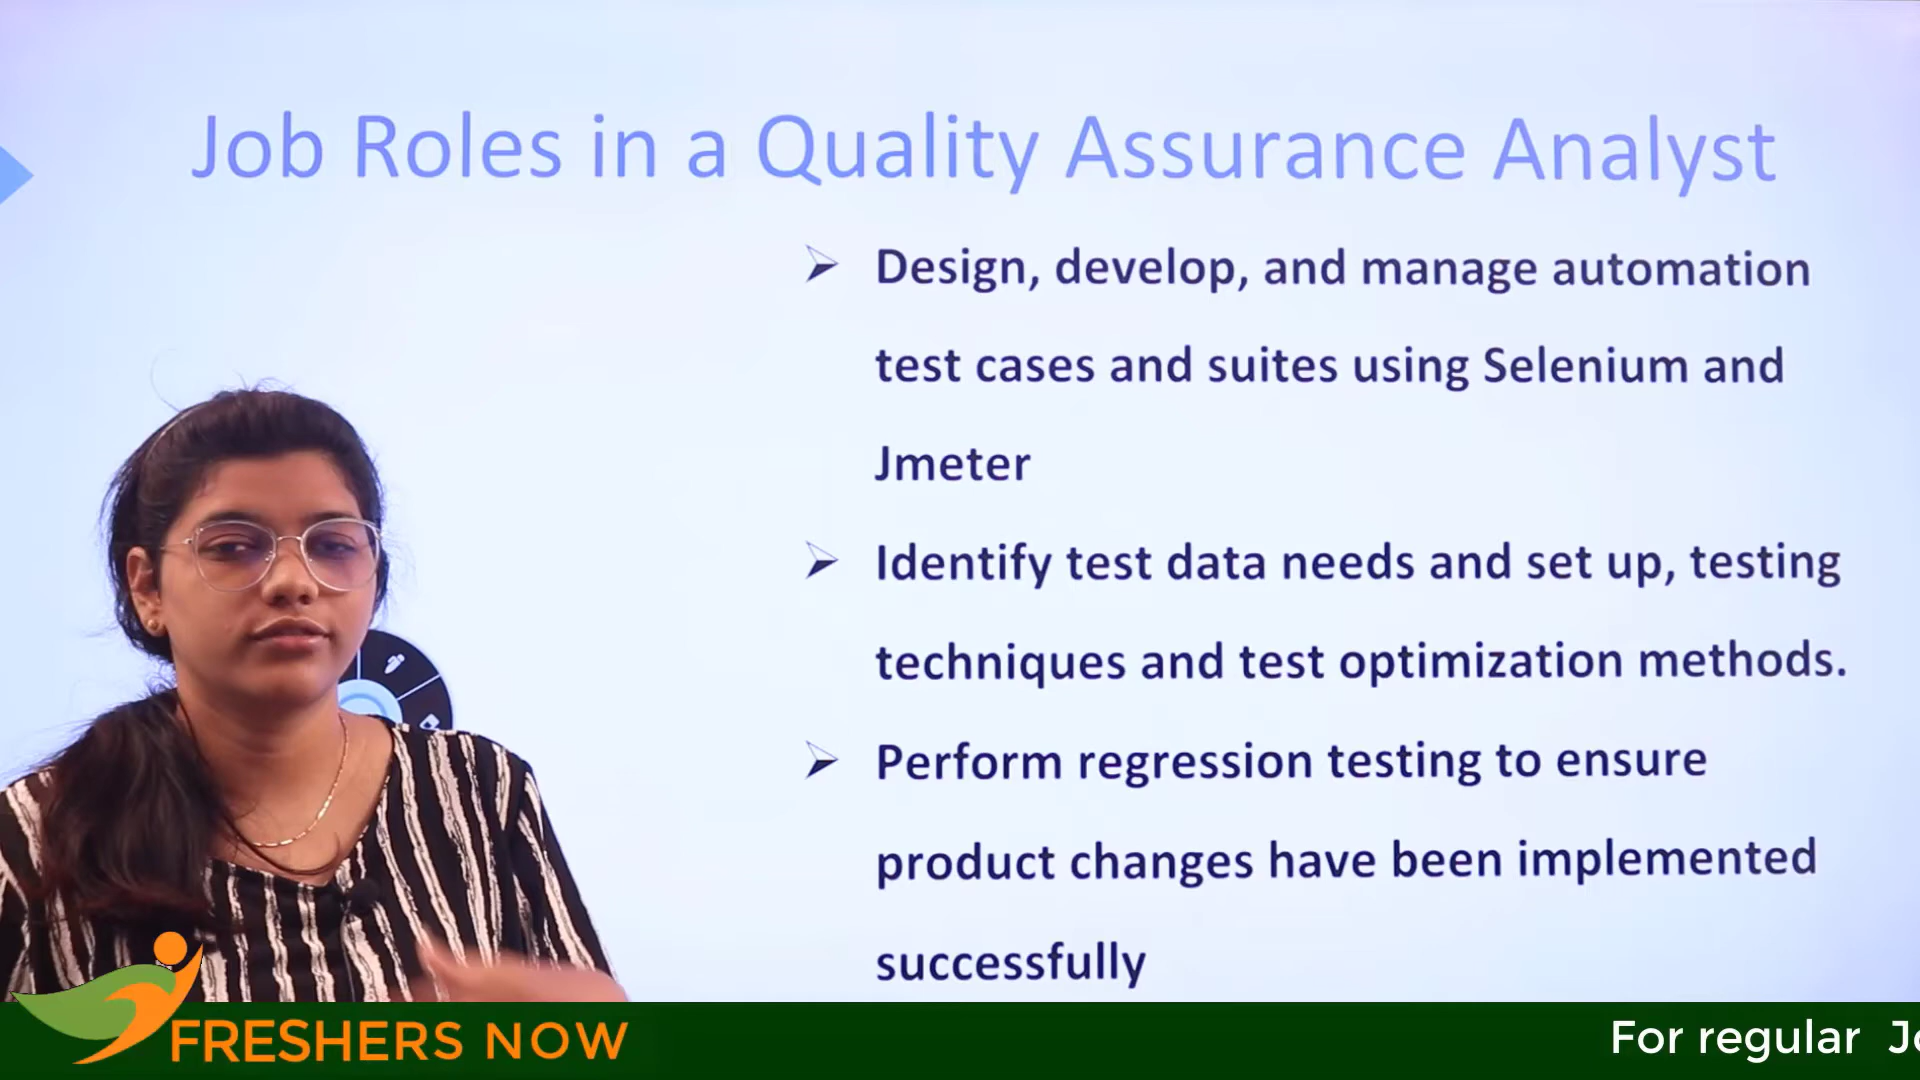 Job Roles in a Quality Assurance Analyst
Design, develop, and manage automation
test cases and suites using Selenium and
Jmeter
Identify test data needs and set up, testing
techniques and test optimization methods.
Perform regression testing to ensure
product changes have been implemented
successfully
FRESHERS NOW
For regular